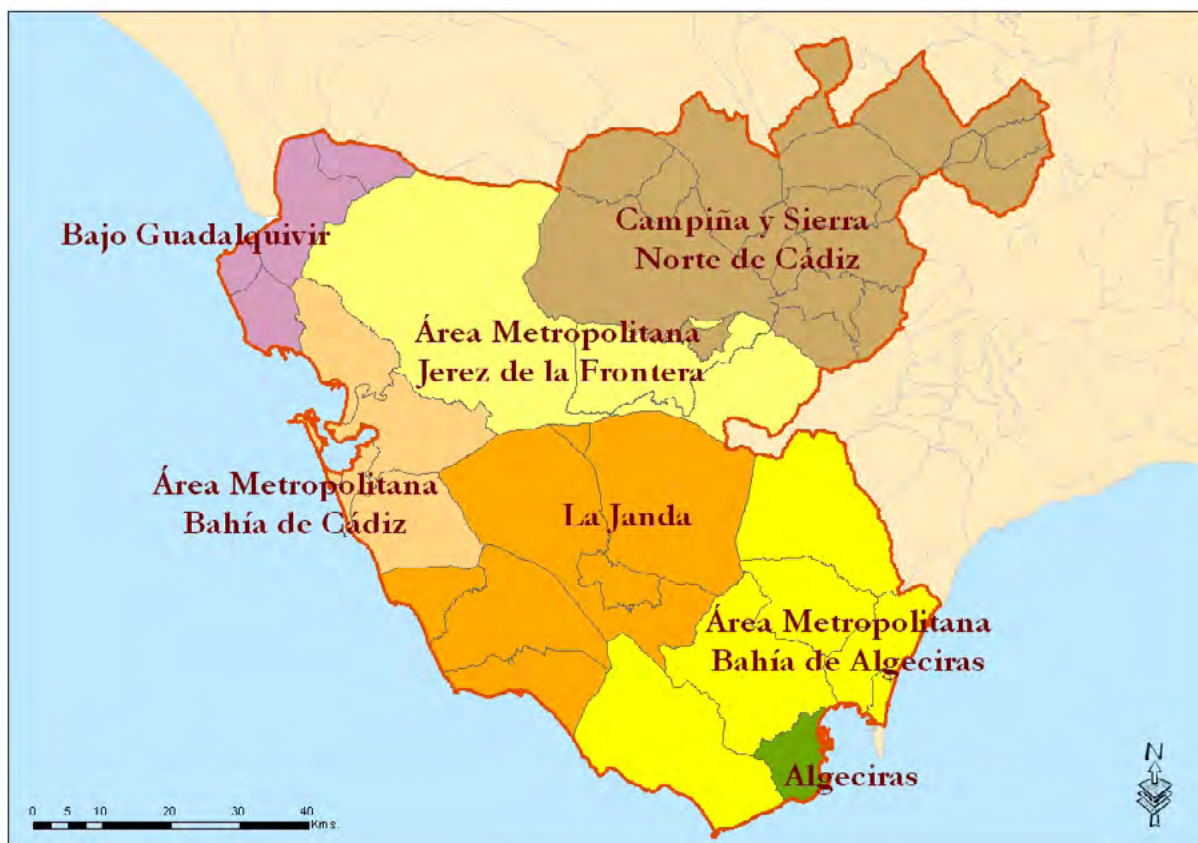 Campiña y Sierra
Norte de Cádiz
Bajo Guadalquivir
Área Metropolitana
Jerez de la Frontera
Área Metropolitana
Bahía de Cádiz
La Janda
Área Metropolitana
Bahía de Algeciras
Algeciras
N
0 5 10 20 30 40
Kms.